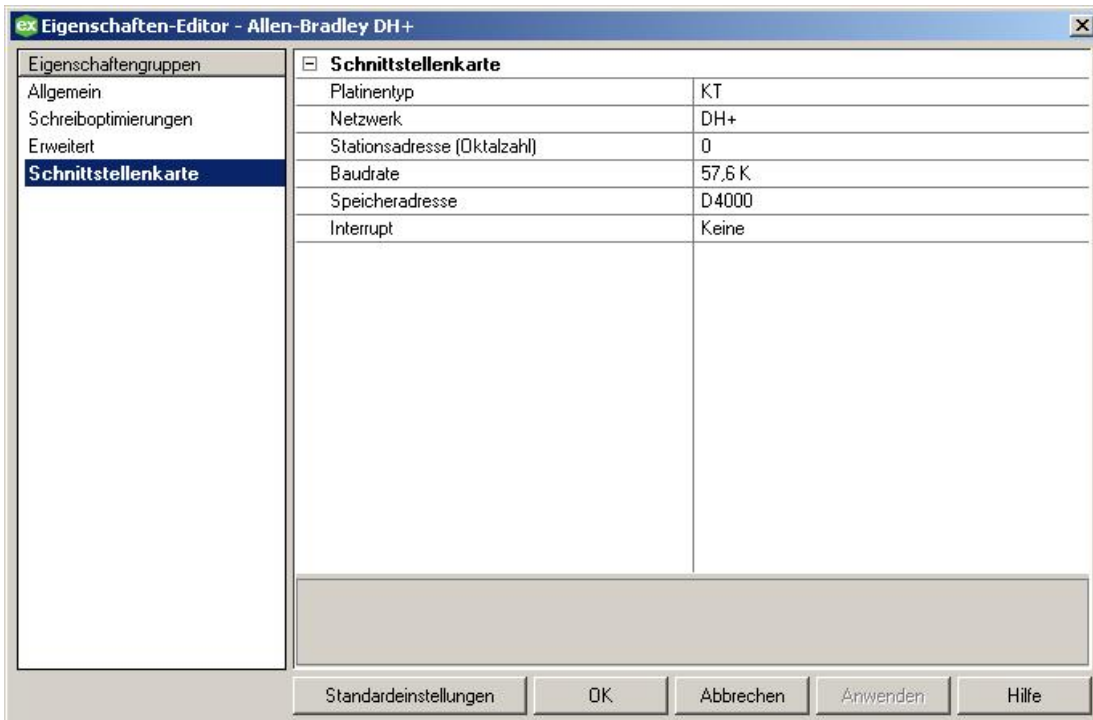 ex Eigenschaften-Editor - Allen-Bradley DH+
Eigenschaftengruppen
Allgemein
Schreiboptimierungen
Erweitert
Schnittstellenkarte
Schnittstellenkarte
Platinentyp KT
Netzwerk DH+
Stationsadresse (Oktalzahl) 0
Baudrate 57,6 K
Speicheradresse D4000
Interrupt Keine
Standardeinstellungen OK Abbrechen Anwenden Hilfe